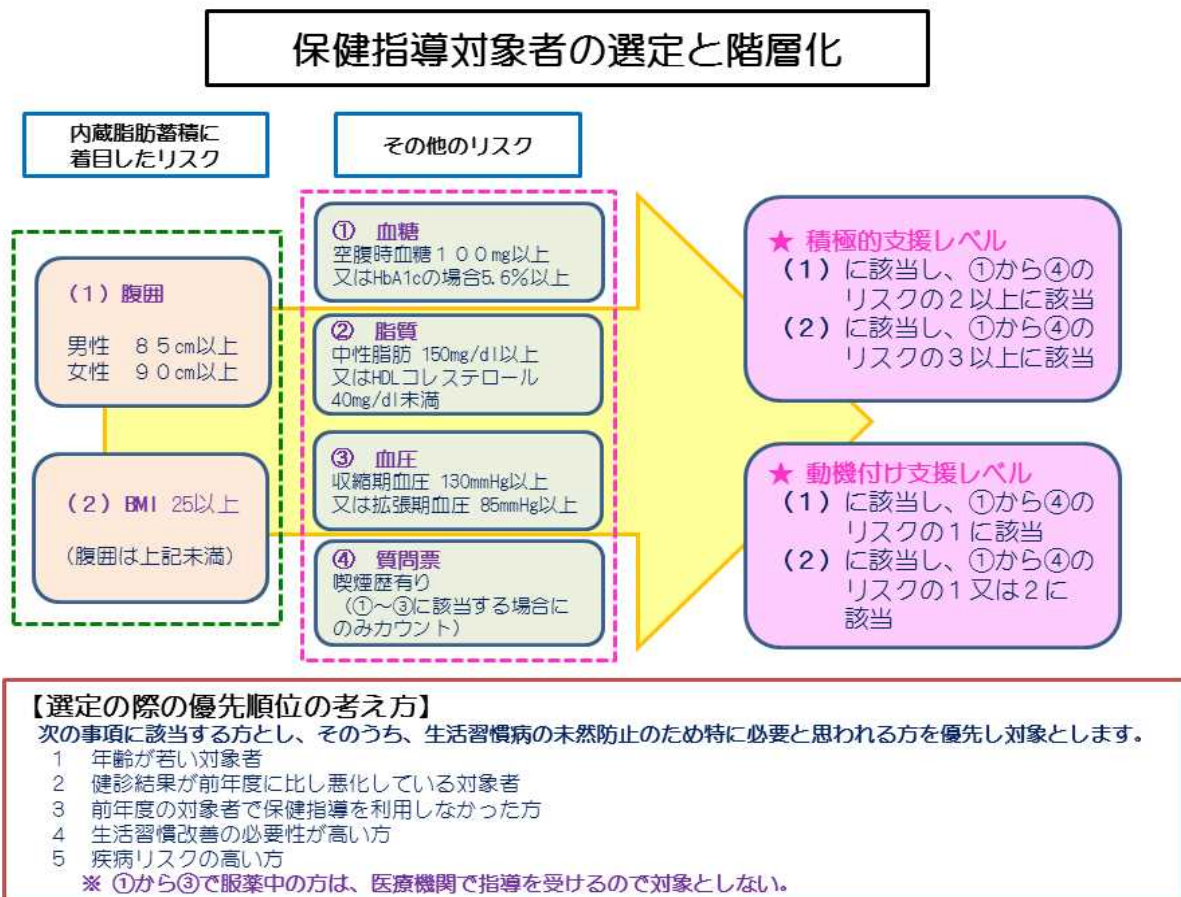 保健指導対象者の選定と階層化
内蔵脂肪蓄積に
着目したリスク
その他のリスク
(1)腹囲
男性 85cm以上
女性 90cm以上
(2)BMI 25以上
(腹囲は上記未満)
① 血糖
空腹時血糖100mg以上
又はHbA1cの場合5.6%以上
② 脂質
中性脂肪 150mg/dl以上
又はHDLコレステロール
40mg/dl未満
③ 血圧
収縮期血圧 130mmHg以上
又は拡張期血圧 85mmHg以上
④ 質問票
喫煙歴有り
(①~③に該当する場合に
のみカウント)
★ 積極的支援レベル
(1)に該当し、①から④の
リスクの2以上に該当
(2)に該当し、①から④の
リスクの3以上に該当
★ 動機付け支援レベル
(1)に該当し、①から④の
リスクの1に該当
(2)に該当し、①から④の
リスクの1又は2に
該当
【選定の際の優先順位の考え方】
次の事項に該当する方とし、そのうち、生活習慣病の未然防止のため特に必要と思われる方を優先し対象とします。
1 年齢が若い対象者
2 健診結果が前年度に比し悪化している対象者
3 前年度の対象者で保健指導を利用しなかった方
4 生活習慣改善の必要性が高い方
5 疾病リスクの高い方
※ ①から③で服薬中の方は、医療機関で指導を受けるので対象としない。